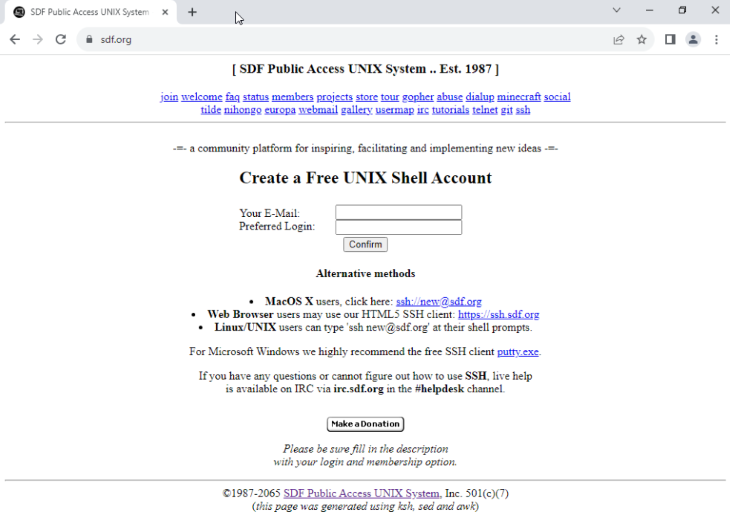 SDF Public Access UNIX System
sdf.org
[ SDF Public Access UNIX System .. Est. 1987 ]
join welcome faq status members projects store tour gopher abuse dialup minecraft social
tilde nihongo europa webmail gallery usermap irc tutorials telnet git ssh
-=- a community platform for inspiring, facilitating and implementing new ideas -=-
Create a Free UNIX Shell Account
Your E-Mail:
Preferred Login:
Confirm
Alternative methods
• MacOS X users, click here: ssh://new@sdf.org
• Web Browser users may use our HTML5 SSH client: https://ssh.sdf.org
• Linux/UNIX users can type 'ssh new@sdf.org' at their shell prompts.
For Microsoft Windows we highly recommend the free SSH client putty.exe.
If you have any questions or cannot figure out how to use SSH, live help
is available on IRC via irc.sdf.org in the #helpdesk channel.
Make a Donation
Please be sure fill in the description
with your login and membership option.
©1987-2065 SDF Public Access UNIX System, Inc. 501(c)(7)
(this page was generated using ksh, sed and awk)